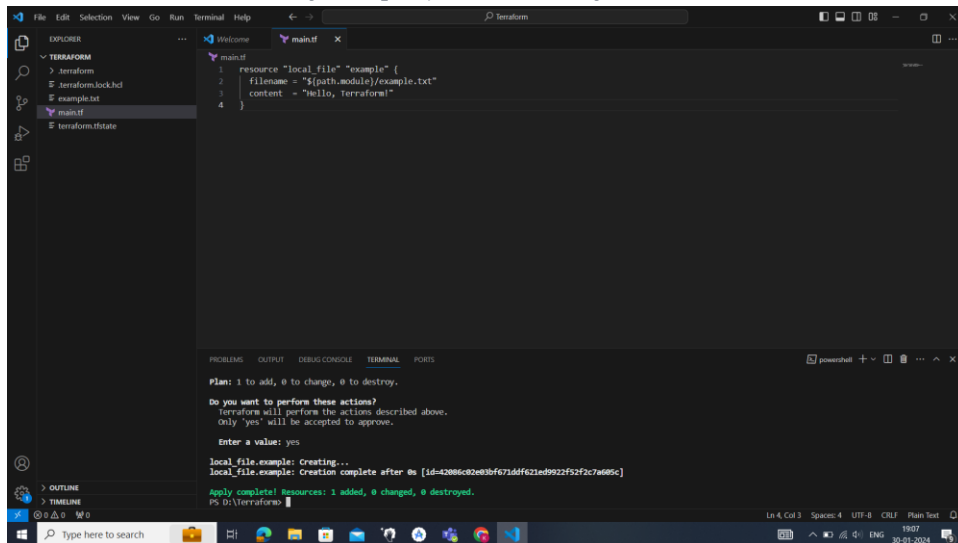 File Edit Selection View Go Run Terminal Help
Terraform
EXPLORER
Welcome
main.tf
TERRAFORM
.terraform
.terraform.lock.hcl
example.txt
main.tf
terraform.tfstate
main.tf
1 resource "local_file" "example" {
2 filename = "${path.module}/example.txt"
3 content = "Hello, Terraform!"
4 }
PROBLEMS OUTPUT DEBUG CONSOLE TERMINAL PORTS
powershell
Plan: 1 to add, 0 to change, 0 to destroy.
Do you want to perform these actions?
Terraform will perform the actions described above.
Only 'yes' will be accepted to approve.
Enter a value: yes
local_file.example: Creating...
local_file.example: Creation complete after 0s [id=42086c02e03bf671ddf621ed9922f52f2c7a605c]
Apply complete! Resources: 1 added, 0 changed, 0 destroyed.
PS D:\Terraform>
OUTLINE
TIMELINE
0 0 0
Ln 4, Col 3 Spaces: 4 UTF-8 CRLF Plain Text
Type here to search
ENG
19:07
30-01-2024